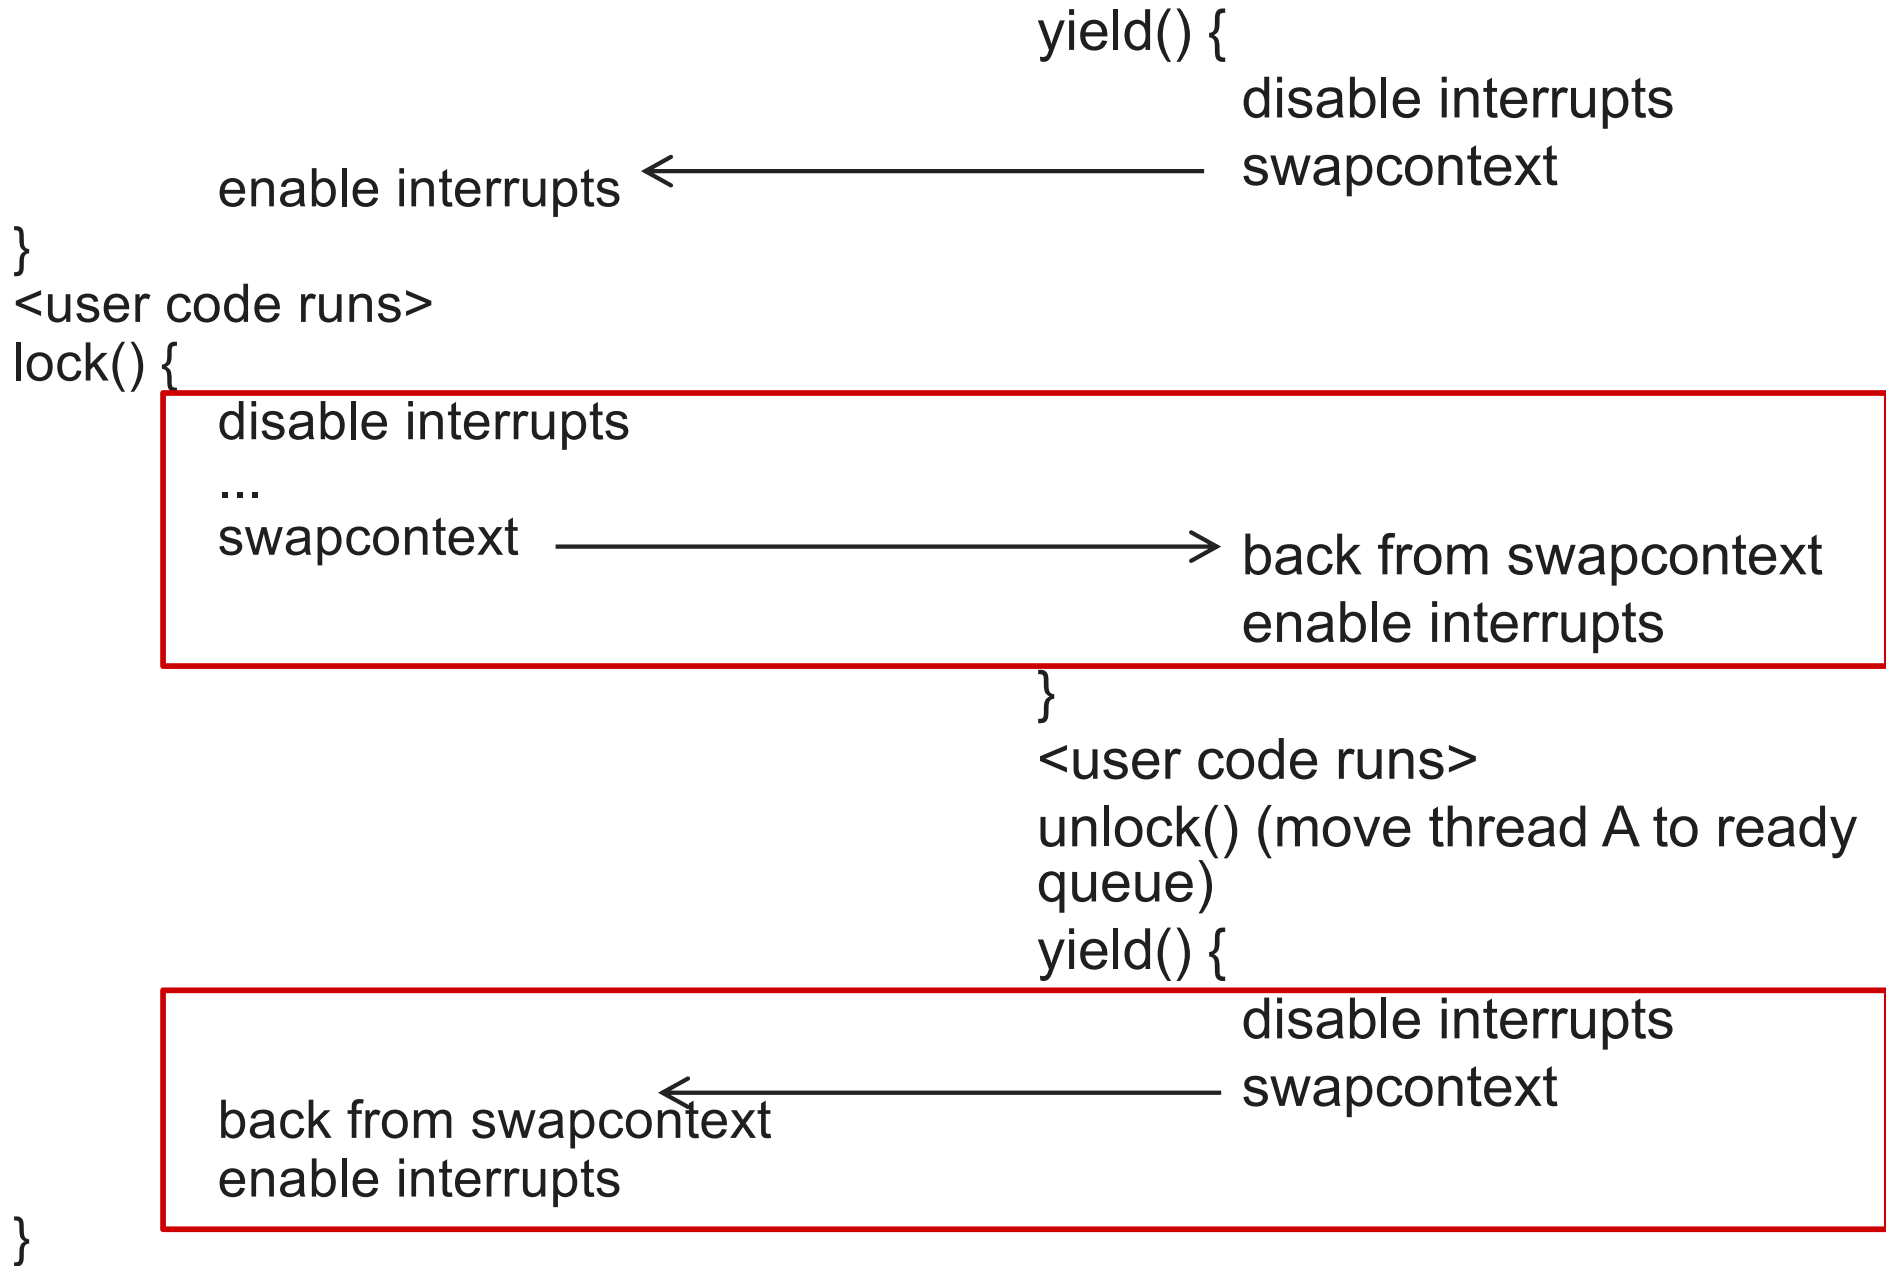 yield() {
disable interrupts
swapcontext
enable interrupts
}
<user code runs>
lock() {
disable interrupts
...
swapcontext
back from swapcontext
enable interrupts
}
<user code runs>
unlock() (move thread A to ready
queue)
yield() {
disable interrupts
swapcontext
back from swapcontext
enable interrupts
}